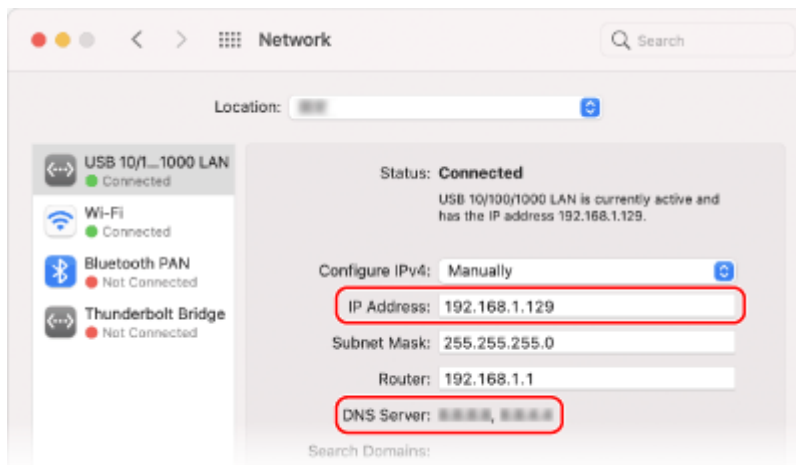 Network
Search
Location:
USB 10/1...1000 LAN
Connected
Wi-Fi
Connected
Bluetooth PAN
Not Connected
Thunderbolt Bridge
Not Connected
Status: Connected
USB 10/100/1000 LAN is currently active and
has the IP address 192.168.1.129.
Configure IPv4: Manually
IP Address: 192.168.1.129
Subnet Mask: 255.255.255.0
Router: 192.168.1.1
DNS Server:
Search Domains: